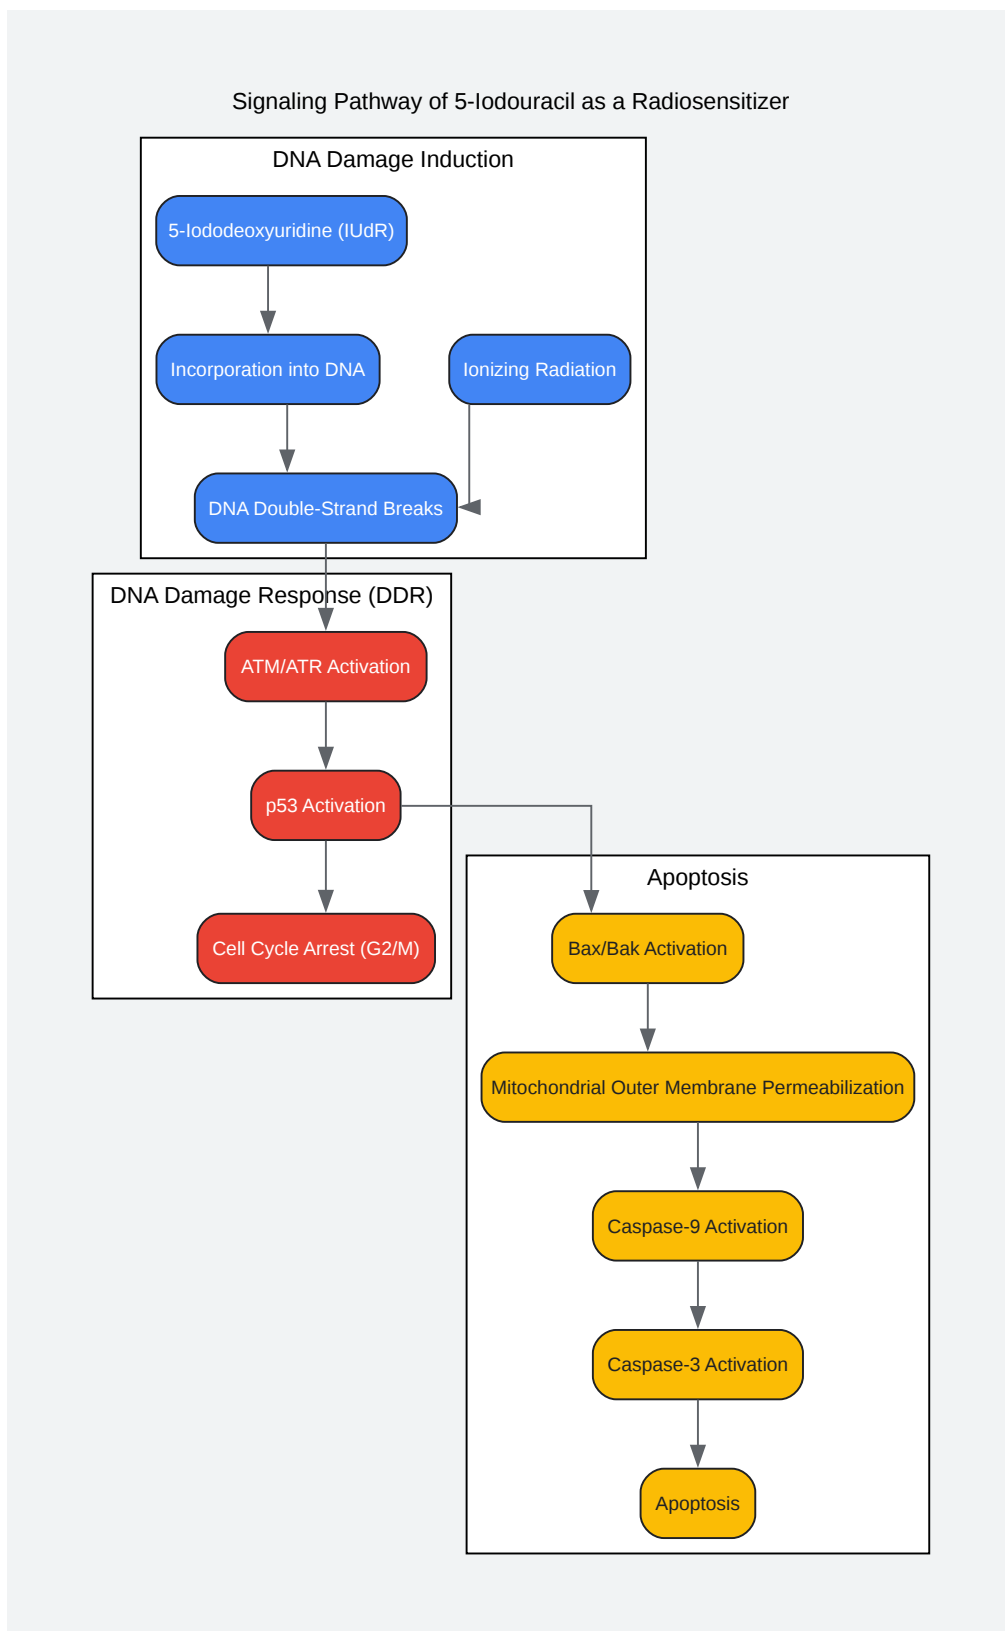 Signaling Pathway of 5-Iodouracil as a Radiosensitizer
DNA Damage Induction
5-Iododeoxyuridine (IUdR)
Incorporation into DNA
Ionizing Radiation
DNA Double-Strand Breaks
DNA Damage Response (DDR)
ATM/ATR Activation
p53 Activation
Cell Cycle Arrest (G2/M)
Apoptosis
Bax/Bak Activation
Mitochondrial Outer Membrane Permeabilization
Caspase-9 Activation
Caspase-3 Activation
Apoptosis